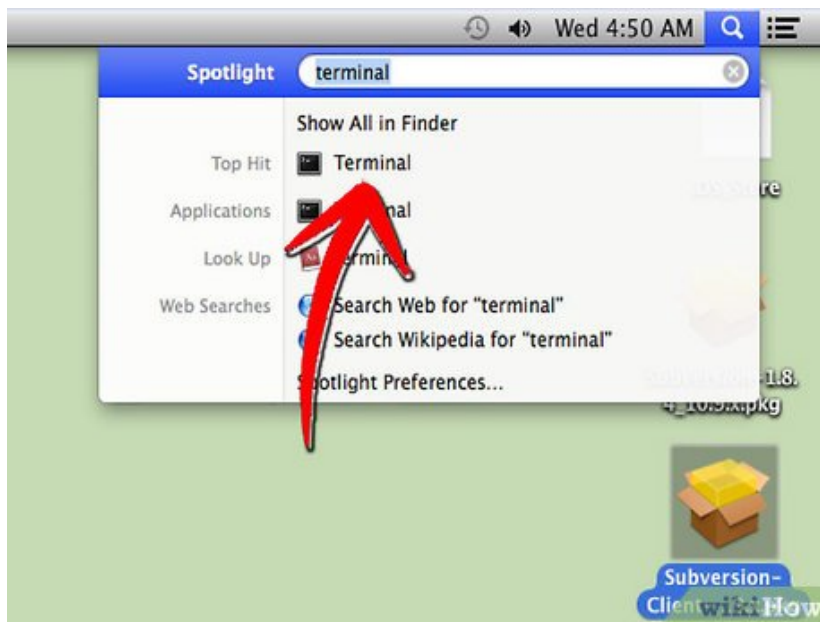 Wed 4:50 AM
Spotlight terminal
Show All in Finder
Top Hit Terminal
Applications
Look Up Terminal
Web Searches Search Web for "terminal"
Search Wikipedia for "terminal"
Spotlight Preferences...
Subversion-
wikiHow